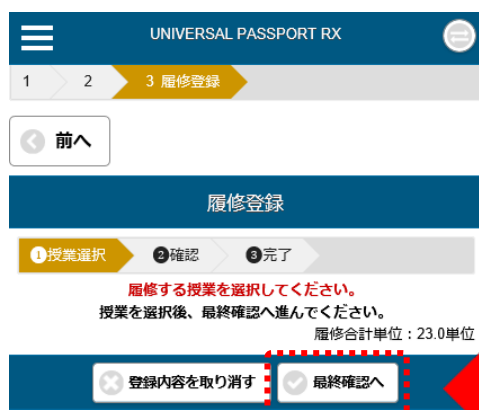 UNIVERSAL PASSPORT RX
1 2 3 履修登録
前へ
履修登録
1授業選択 2確認 3完了
履修する授業を選択してください。
授業を選択後、最終確認へ進んでください。
履修合計単位：23.0単位
登録内容を取り消す 最終確認へ